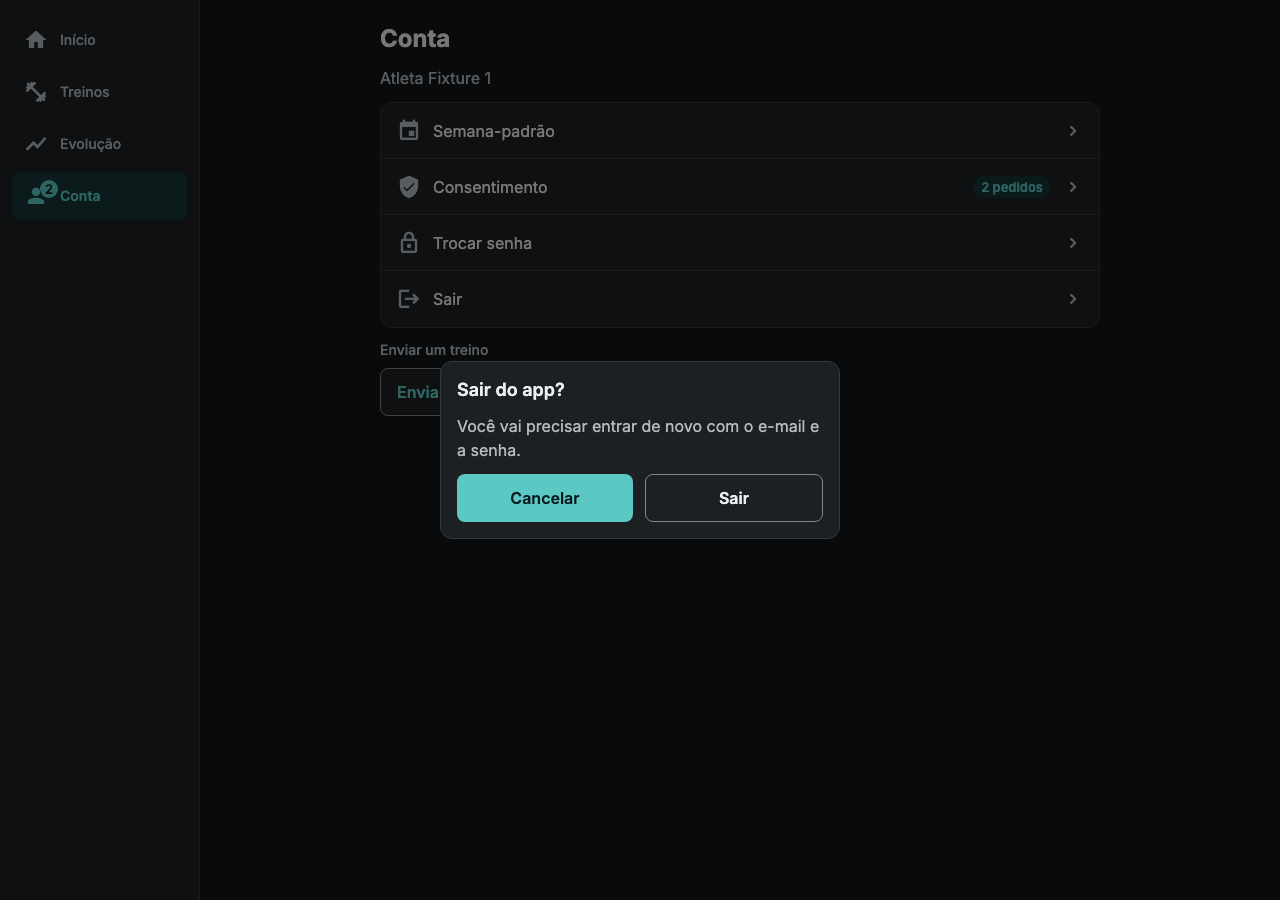 Início
Treinos
Evolução
2
Conta
Conta
Atleta Fixture 1
Semana-padrão
Consentimento
2 pedidos
Trocar senha
Sair
Enviar um treino
Envia
Sair do app?
Você vai precisar entrar de novo com o e-mail e
a senha.
Cancelar
Sair